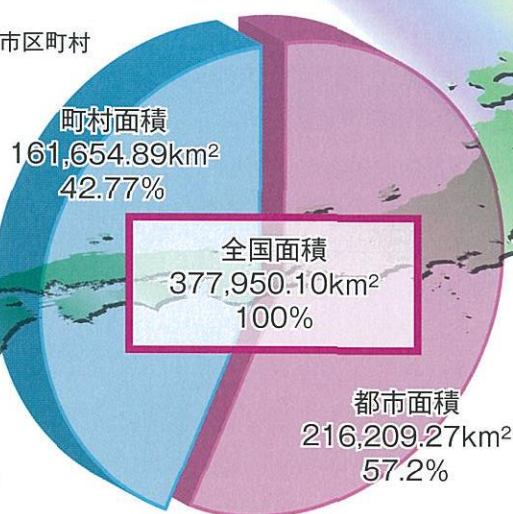 市区町村
町村面積
161,654.89km²
42.77%
全国面積
377,950.10km²
100%
都市面積
216,209.27km²
57.2%